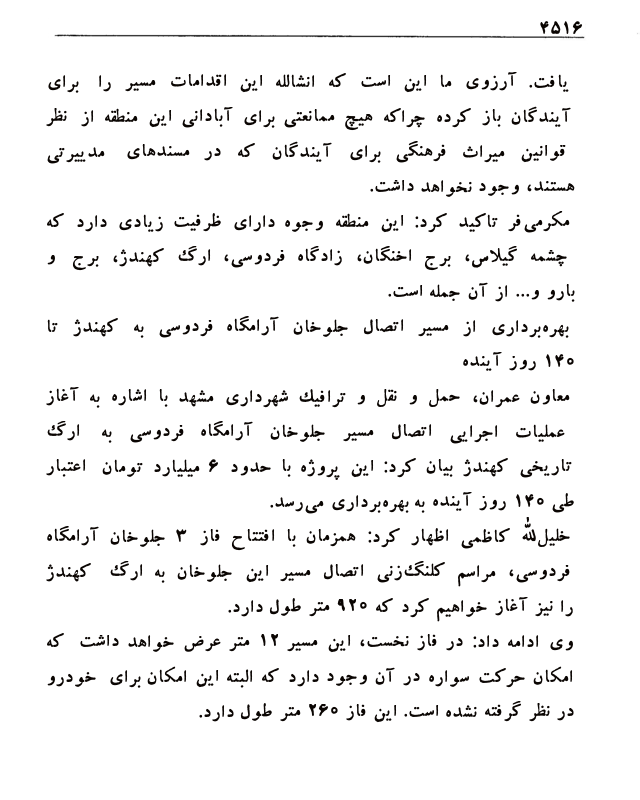 ۴۵۱۶
یافت. آرزوی ما این است که انشالله این اقدامات مسیر را برای
آیندگان باز کرده چراکه هیچ ممانعتی برای آبادانی این منطقه از نظر
قوانین میراث فرهنگی برای آیندگان که در مسندهای مدییرتی
هستند، وجود نخواهد داشت.
مکرمی‌فر تاکید کرد: این منطقه وجوه دارای ظرفیت زیادی دارد که
چشمه گیلاس، برج اخنگان، زادگاه فردوسی، ارگ کهندژ، برج و
بارو و... از آن جمله است.
بهره‌برداری از مسیر اتصال جلوخان آرامگاه فردوسی به کهندژ تا
۱۴۰ روز آینده
معاون عمران، حمل و نقل و ترافیک شهرداری مشهد با اشاره به آغاز
عملیات اجرایی اتصال مسیر جلوخان آرامگاه فردوسی به ارگ
تاریخی کهندژ بیان کرد: این پروژه با حدود ۶ میلیارد تومان اعتبار
طی ۱۴۰ روز آینده به بهره‌برداری می‌رسد.
خلیل‌الله کاظمی اظهار کرد: همزمان با افتتاح فاز ۳ جلوخان آرامگاه
فردوسی، مراسم کلنگ‌زنی اتصال مسیر این جلوخان به ارگ کهندژ
را نیز آغاز خواهیم کرد که ۹۲۰ متر طول دارد.
وی ادامه داد: در فاز نخست، این مسیر ۱۲ متر عرض خواهد داشت که
امکان حرکت سواره در آن وجود دارد که البته این امکان برای خودرو
در نظر گرفته نشده است. این فاز ۲۶۰ متر طول دارد.